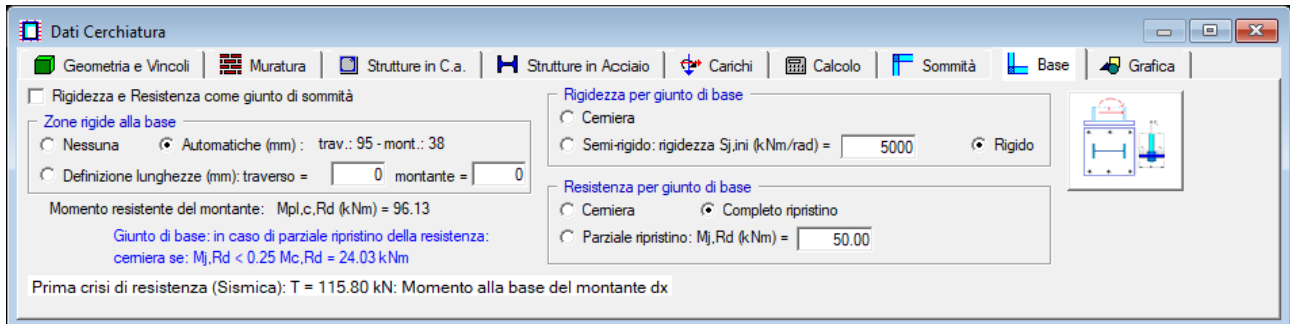 Dati Cerchiatura
Geometria e Vincoli
Muratura
Strutture in C.a.
Strutture in Acciaio
Carichi
Calcolo
Sommità
Base
Grafica
Rigidezza e Resistenza come giunto di sommità
Zone rigide alla base
Nessuna
Automatiche (mm) : trav.: 95 - mont.: 38
Definizione lunghezze (mm): traverso = 0 montante = 0
Momento resistente del montante: Mpl,c,Rd (kNm) = 96.13
Giunto di base: in caso di parziale ripristino della resistenza:
cerniera se: Mj,Rd < 0.25 Mc,Rd = 24.03 kNm
Prima crisi di resistenza (Sismica): T = 115.80 kN: Momento alla base del montante dx
Rigidezza per giunto di base
Cerniera
Semi-rigido: rigidezza Sj,ini (kNm/rad) = 5000 Rigido
Resistenza per giunto di base
Cerniera Completo ripristino
Parziale ripristino: Mj,Rd (kNm) = 50.00